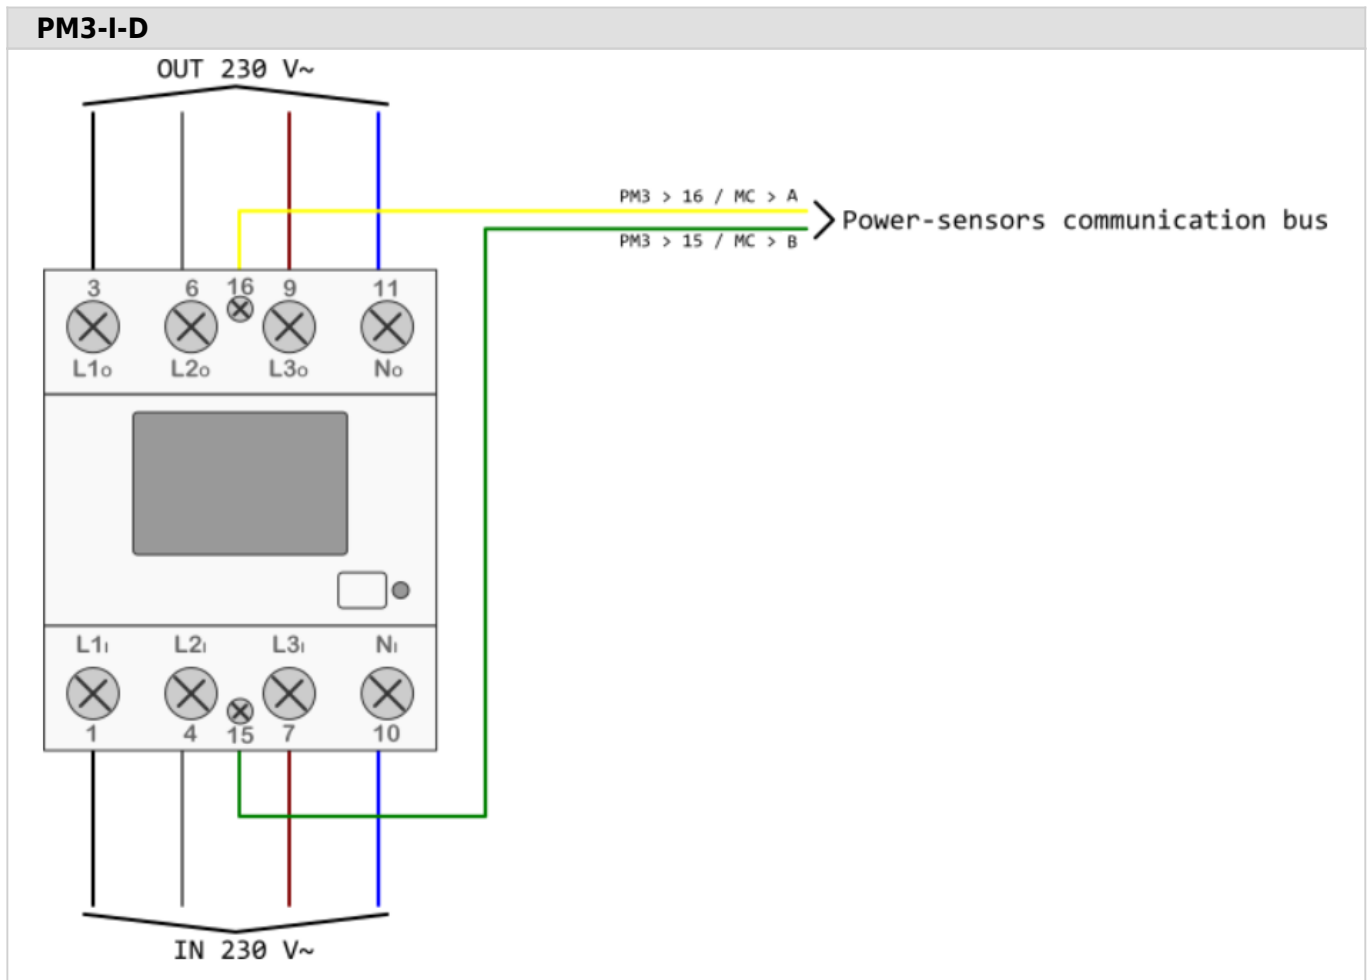 PM3-I-D
OUT 230 V~
PM3 > 16 / MC > A
Power-sensors communication bus
PM3 > 15 / MC > B
3 6 16 9 11
L1o L2o L3o No
L1I L2I L3I NI
1 4 15 7 10
IN 230 V~